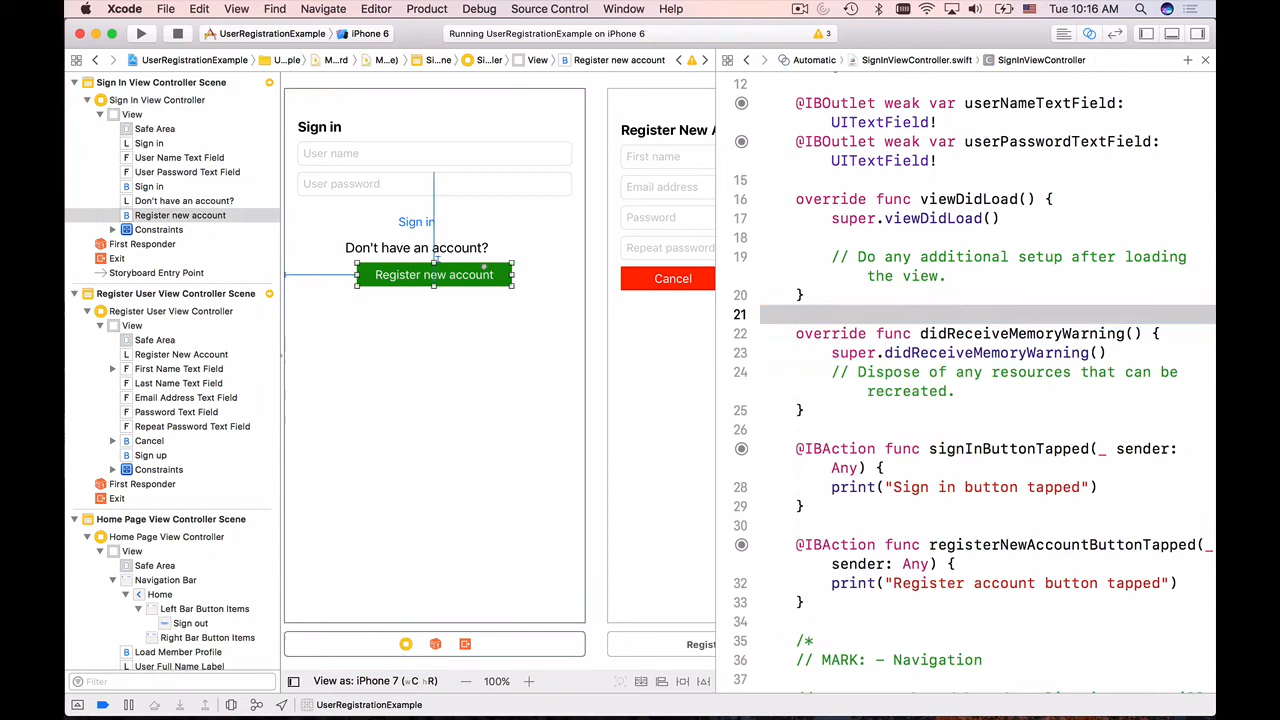 Xcode File Edit View Find Navigate Editor Product Debug Source Control Window Help Tue 10:16 AM
UserRegistrationExample iPhone 6 Running UserRegistrationExample on iPhone 6 3
UserRegistrationExample U...ple M...rd M...e) Si...ne Si...ler View Register new account
Automatic SignInViewController.swift SignInViewController
Sign In View Controller Scene
Sign In View Controller
View
Safe Area
L Sign in
F User Name Text Field
F User Password Text Field
B Sign in
L Don't have an account?
B Register new account
Constraints
First Responder
Exit
Storyboard Entry Point
Register User View Controller Scene
Register User View Controller
View
Safe Area
L Register New Account
F First Name Text Field
F Last Name Text Field
F Email Address Text Field
F Password Text Field
F Repeat Password Text Field
B Cancel
B Sign up
Constraints
First Responder
Exit
Home Page View Controller Scene
Home Page View Controller
View
Safe Area
Navigation Bar
Home
Left Bar Button Items
Sign out
Right Bar Button Items
B Load Member Profile
L User Full Name Label
Filter
Sign in
User name
User password
Sign in
Don't have an account?
Register new account
Register New A
First name
Email address
Password
Repeat password
Cancel
Regist
View as: iPhone 7 (wC hR) — 100% +
12
@IBOutlet weak var userNameTextField:
UITextField!
@IBOutlet weak var userPasswordTextField:
UITextField!
15
16 override func viewDidLoad() {
17 super.viewDidLoad()
18
19 // Do any additional setup after loading
the view.
20 }
21
22 override func didReceiveMemoryWarning() {
23 super.didReceiveMemoryWarning()
24 // Dispose of any resources that can be
recreated.
25 }
26
@IBAction func signInButtonTapped(_ sender:
Any) {
28 print("Sign in button tapped")
29 }
30
@IBAction func registerNewAccountButtonTapped(_
sender: Any) {
32 print("Register account button tapped")
33 }
34
35 /*
36 // MARK: - Navigation
37
UserRegistrationExample